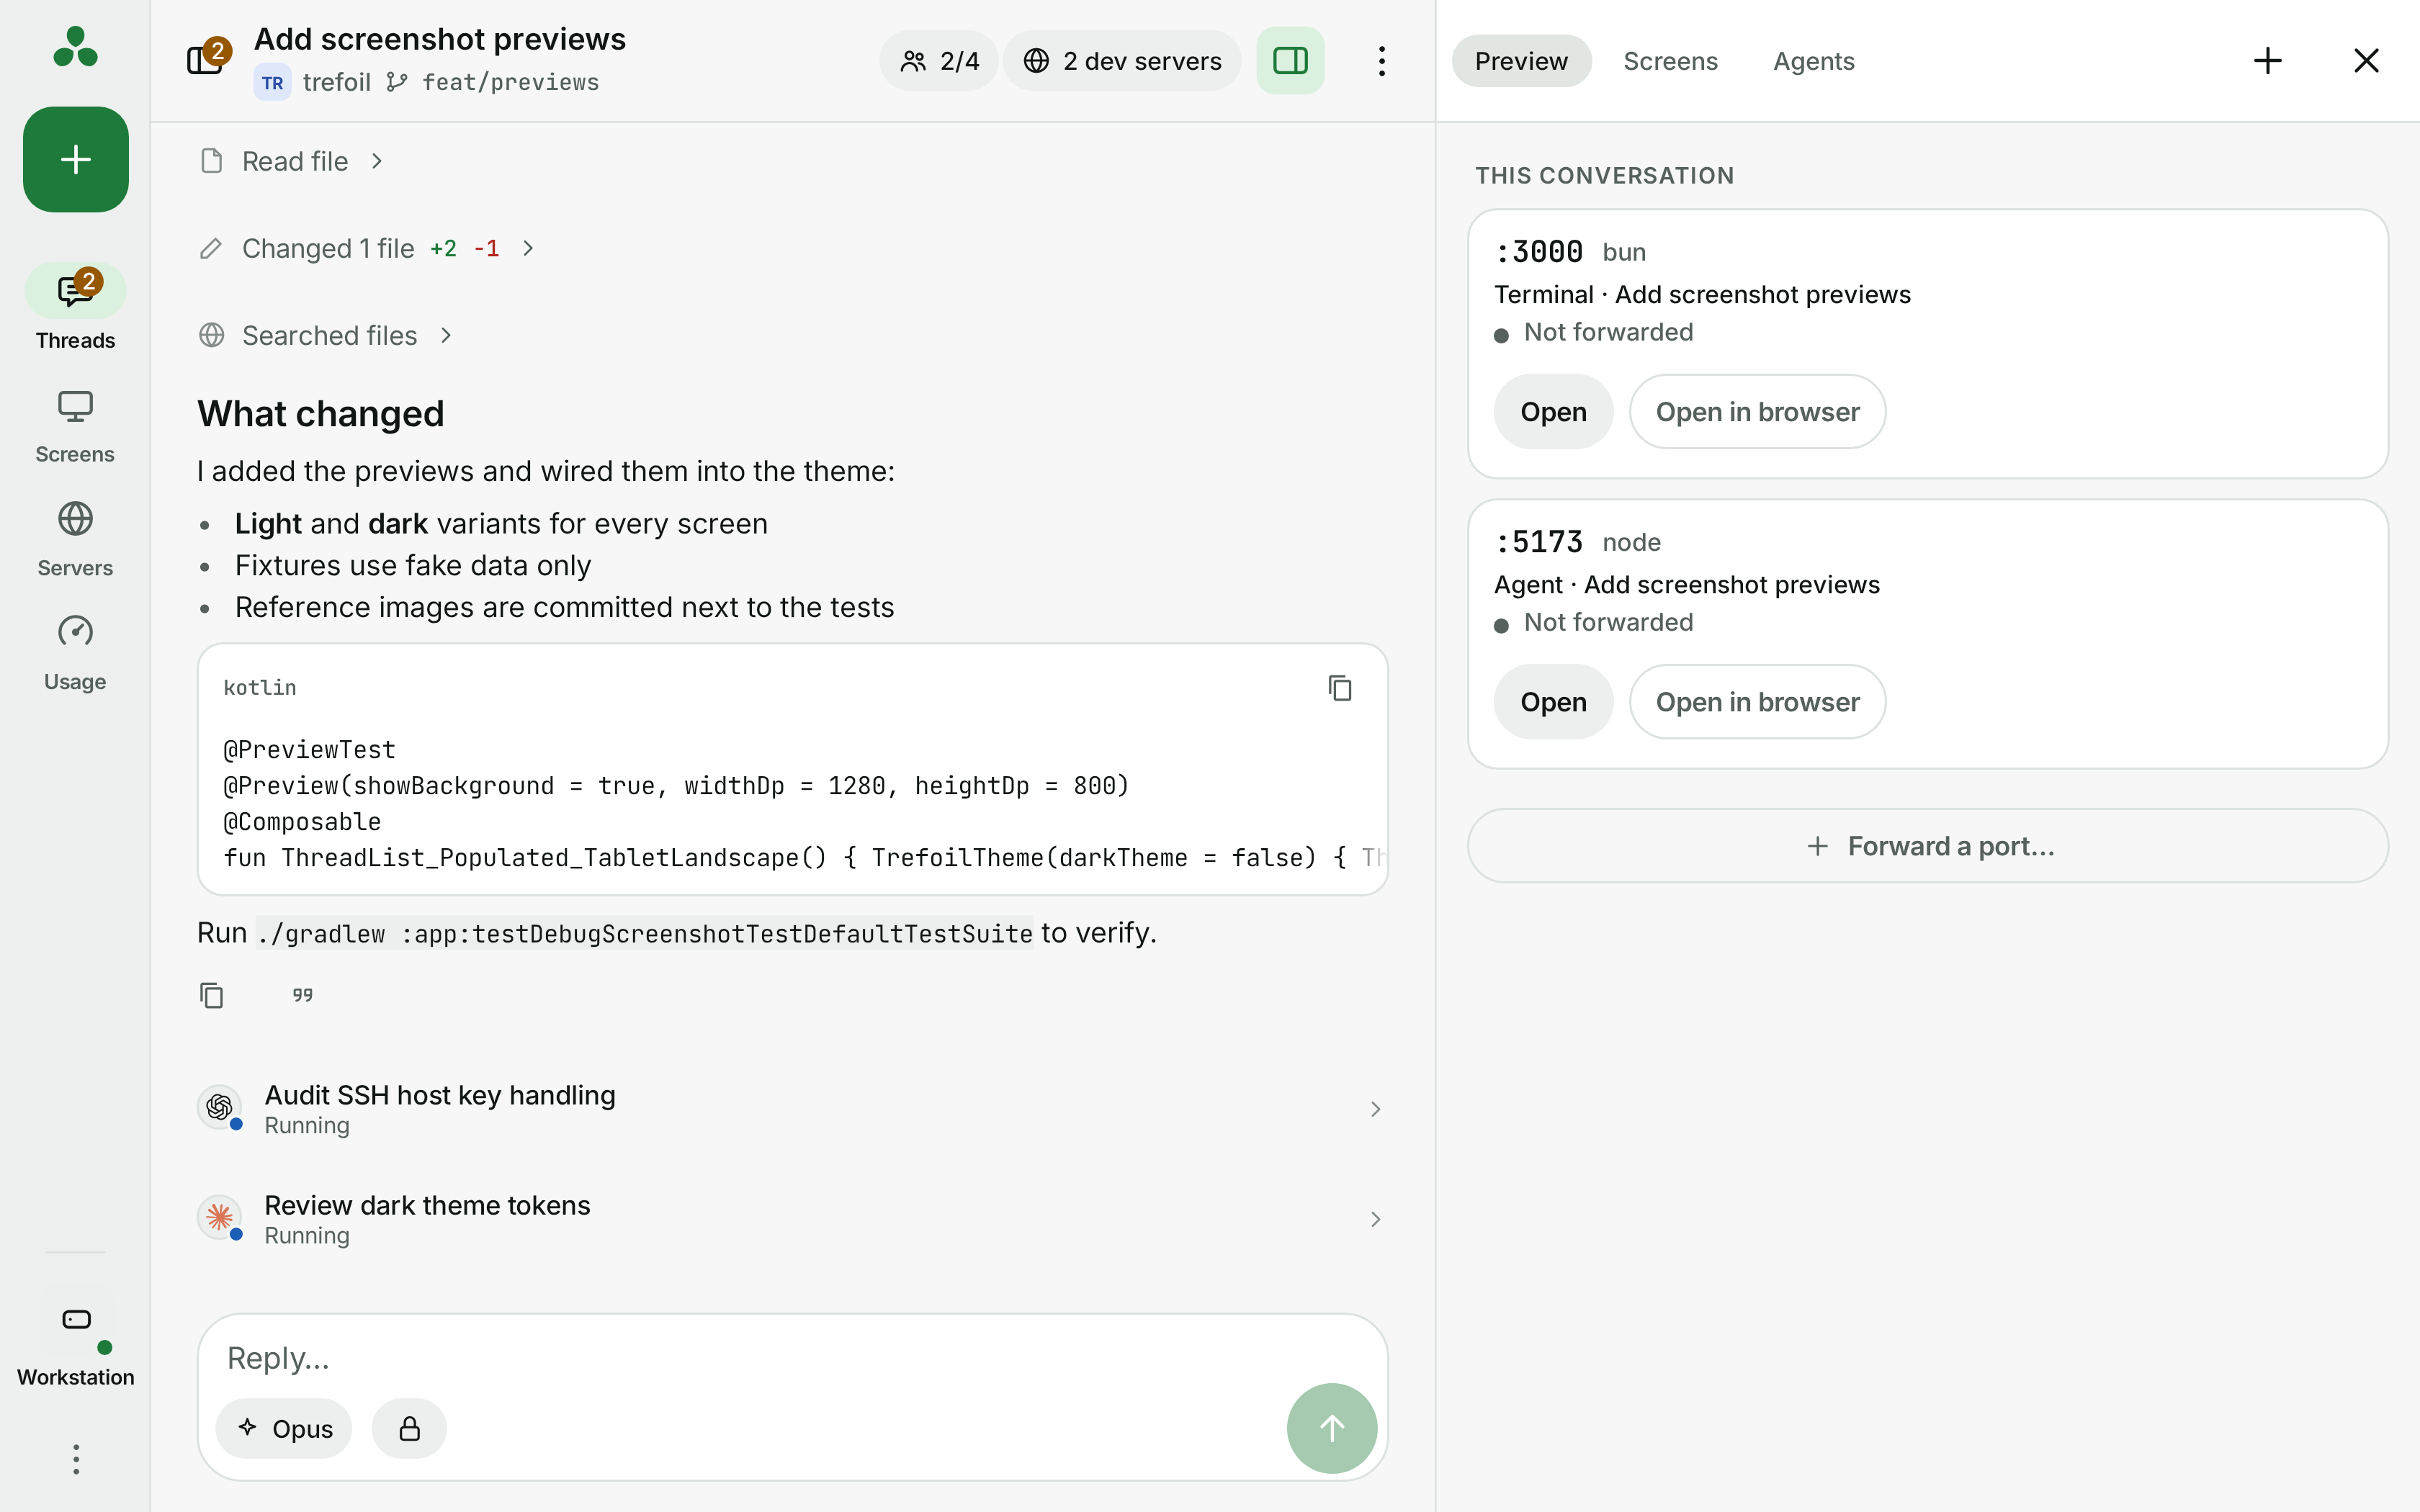 2
Threads
Screens
Servers
Usage
Workstation
2
Add screenshot previews
TR trefoil feat/previews
2/4
2 dev servers
Read file
Changed 1 file +2 -1
Searched files
What changed
I added the previews and wired them into the theme:
• Light and dark variants for every screen
• Fixtures use fake data only
• Reference images are committed next to the tests
kotlin
@PreviewTest
@Preview(showBackground = true, widthDp = 1280, heightDp = 800)
@Composable
fun ThreadList_Populated_TabletLandscape() { TrefoilTheme(darkTheme = false) { Th
Run ./gradlew :app:testDebugScreenshotTestDefaultTestSuite to verify.
Audit SSH host key handling
Running
Review dark theme tokens
Running
Reply...
Opus
Preview Screens Agents
THIS CONVERSATION
:3000 bun
Terminal · Add screenshot previews
Not forwarded
Open Open in browser
:5173 node
Agent · Add screenshot previews
Not forwarded
Open Open in browser
Forward a port...